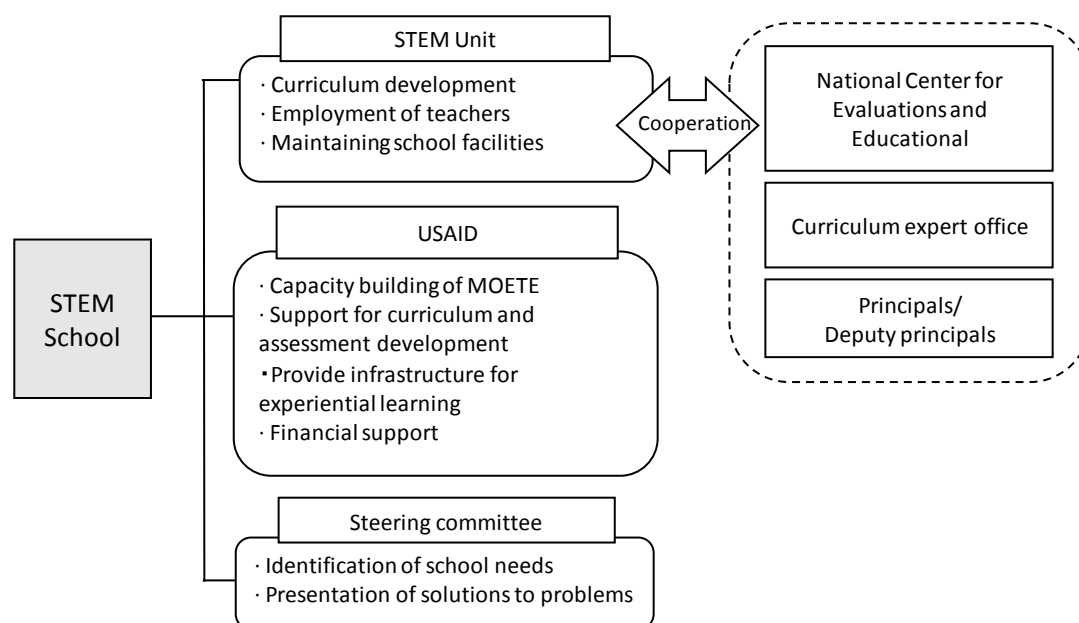 STEM Unit
· Curriculum development
· Employment of teachers
· Maintaining school facilities
Cooperation
National Center for
Evaluations and
Educational
Curriculum expert office
Principals/
Deputy principals
STEM
School
USAID
· Capacity building of MOETE
· Support for curriculum and
assessment development
・Provide infrastructure for
experiential learning
· Financial support
Steering committee
· Identification of school needs
· Presentation of solutions to problems